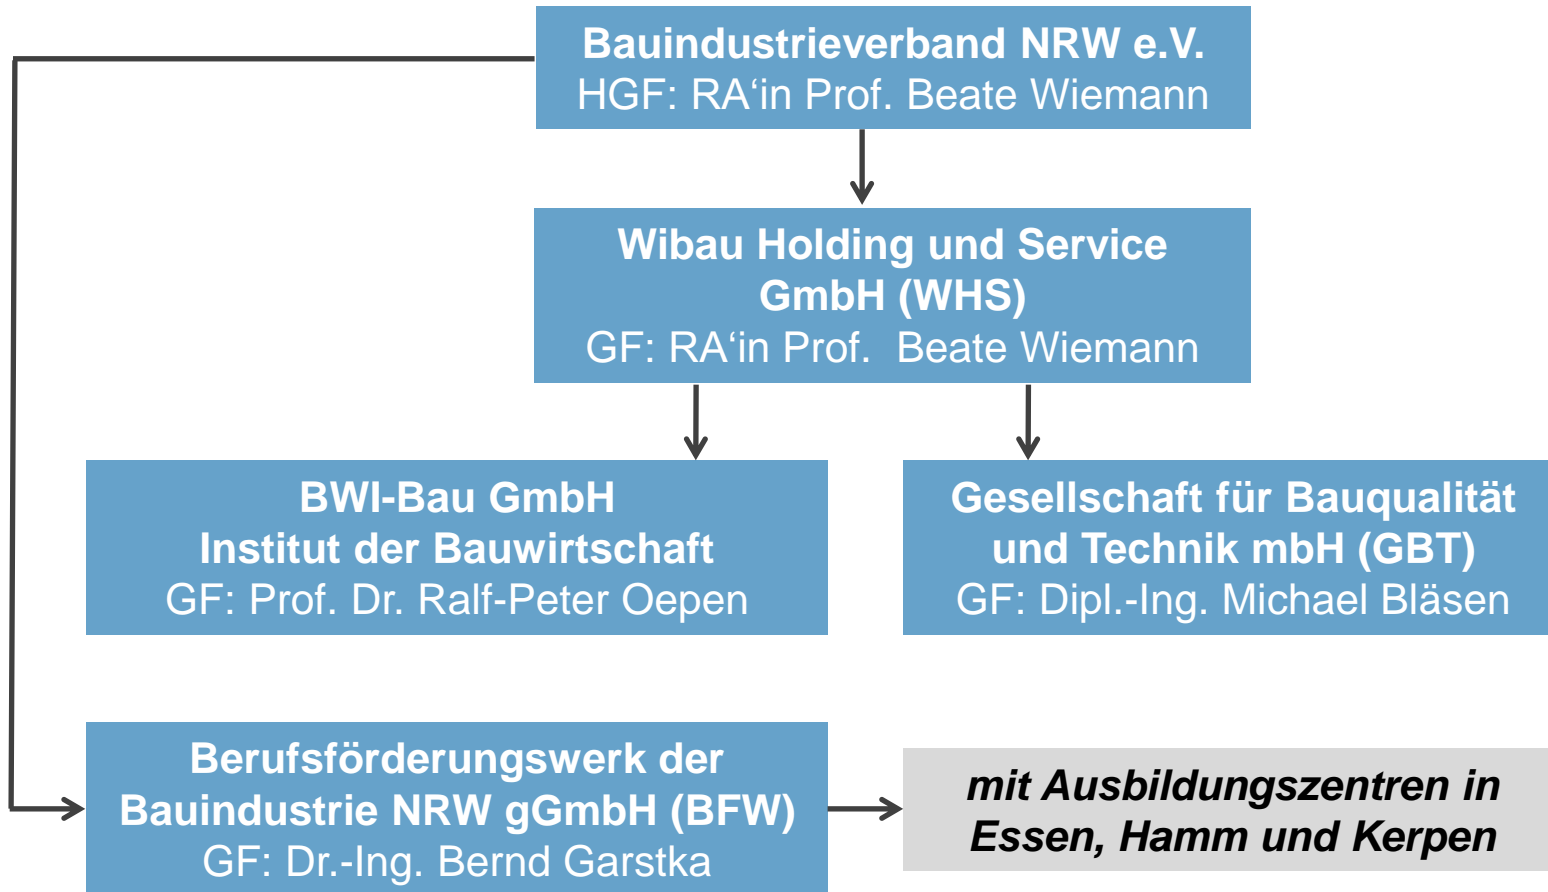 Bauindustrieverband NRW e.V.
HGF: RA‘in Prof. Beate Wiemann
Wibau Holding und Service
GmbH (WHS)
GF: RA‘in Prof.  Beate Wiemann
BWI-Bau GmbH
Institut der Bauwirtschaft
GF: Prof. Dr. Ralf-Peter Oepen
Gesellschaft für Bauqualität
und Technik mbH (GBT)
GF: Dipl.-Ing. Michael Bläsen
Berufsförderungswerk der
Bauindustrie NRW gGmbH (BFW)
GF: Dr.-Ing. Bernd Garstka
mit Ausbildungszentren in
Essen, Hamm und Kerpen